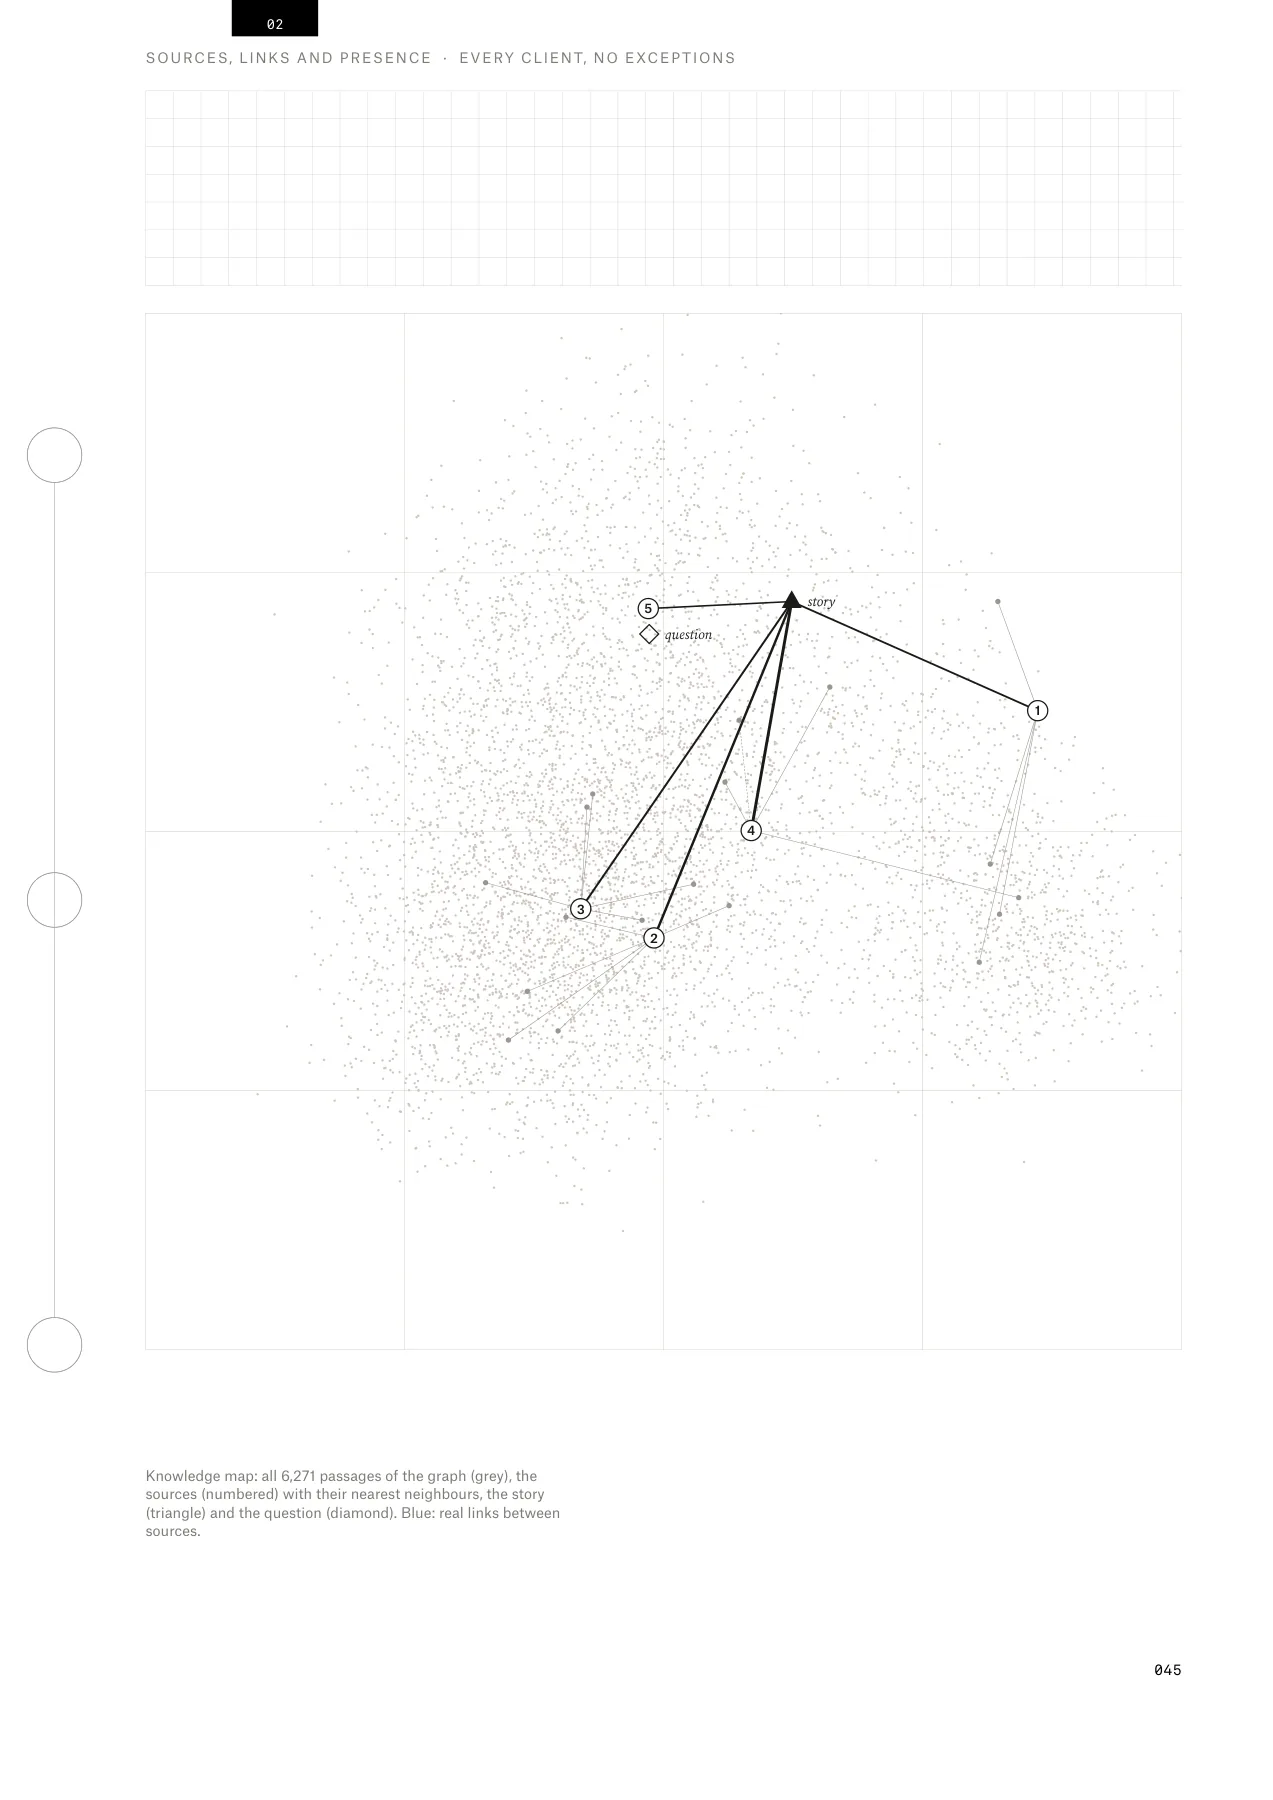 02
SOURCES, LINKS AND PRESENCE · EVERY CLIENT, NO EXCEPTIONS
story
5
question
1
4
3
2
Knowledge map: all 6,271 passages of the graph (grey), the
sources (numbered) with their nearest neighbours, the story
(triangle) and the question (diamond). Blue: real links between
sources.
045